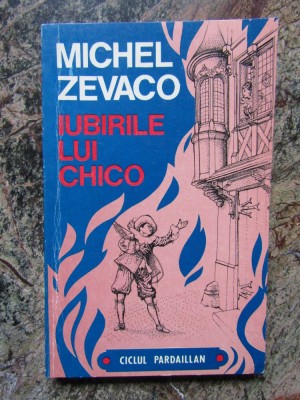 MICHEL
ZEVACO
IUBIRILE
LUI
CHICO
CICLUL PARDAILLAN